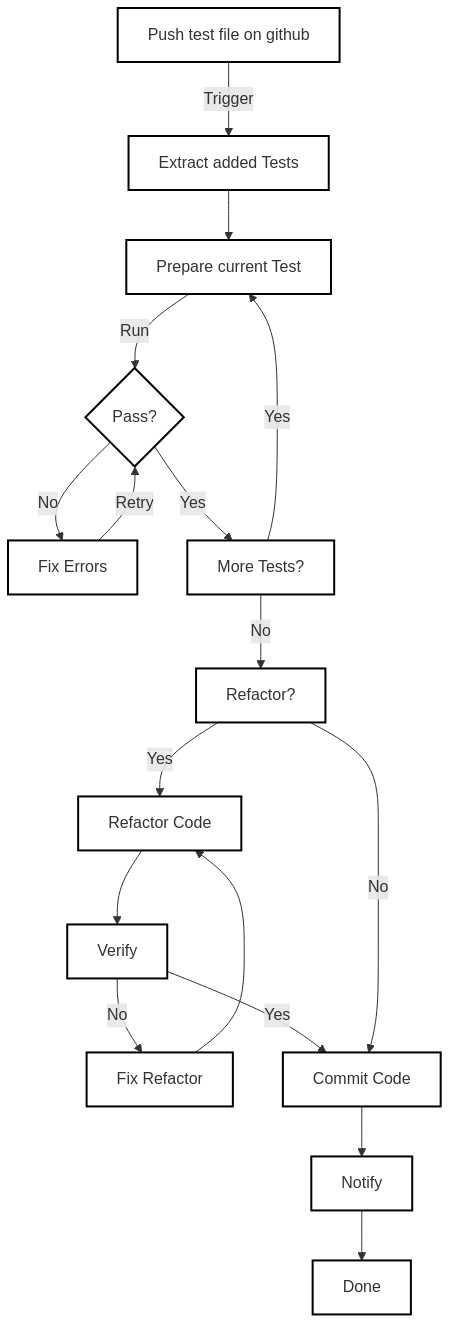 Push test file on github
Trigger
Extract added Tests
Prepare current Test
Run
Pass?
Yes
No
Retry
Yes
Fix Errors
More Tests?
No
Refactor?
Yes
Refactor Code
No
Verify
No
Yes
Fix Refactor
Commit Code
Notify
Done